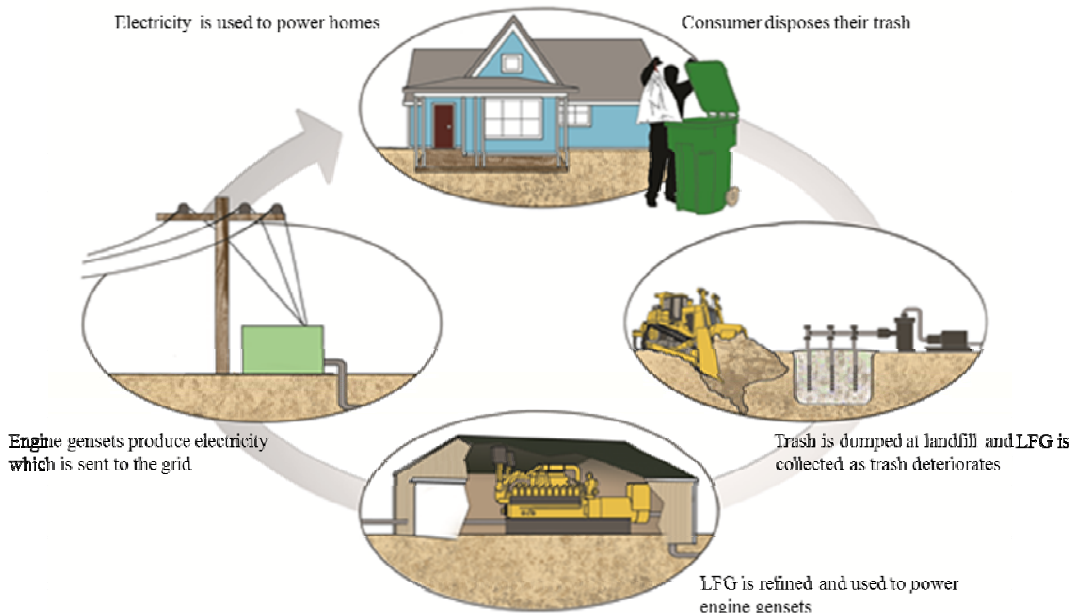 Electricity is used to power homes
Consumer disposes their trash
Trash is dumped at landfill and LFG is
collected as trash deteriorates
LFG is refined and used to power
engine gensets
Engine gensets produce electricity
which is sent to the grid